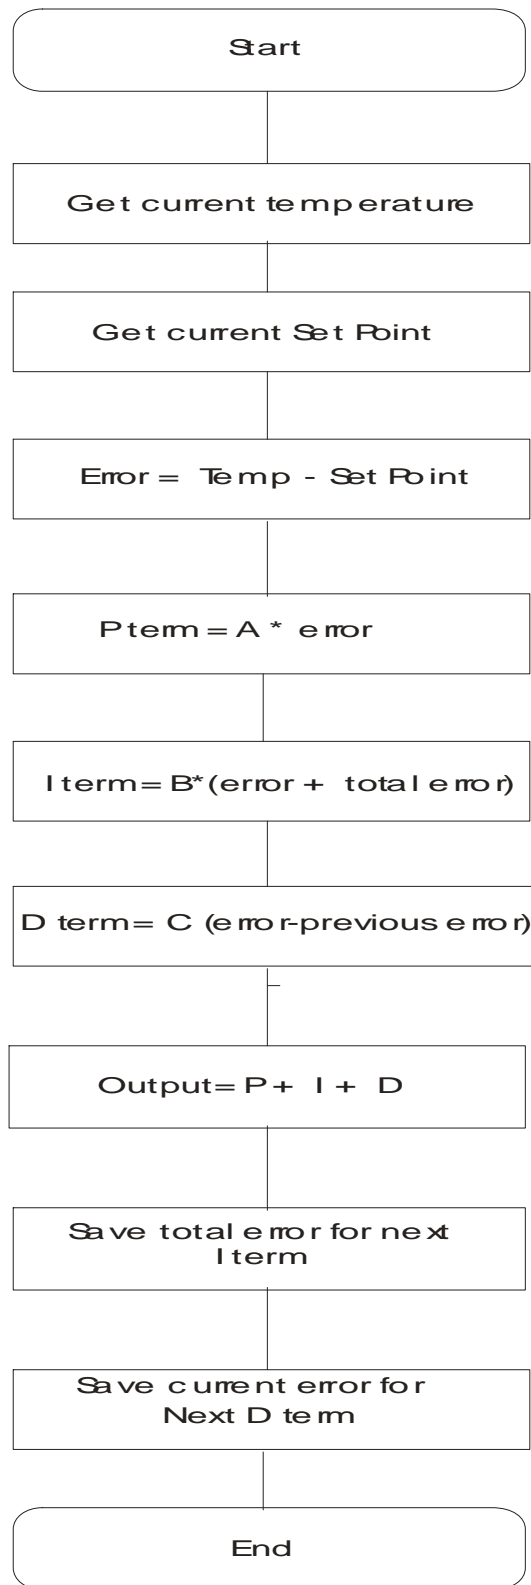 Start
Get current temperature
Get current Set Point
Error = Temp - Set Point
P term = A * error
I term = B*(error + total error)
D term = C (error-previous error)
Output = P + I + D
Save total error for next
I term
Save current error for
Next D term
End